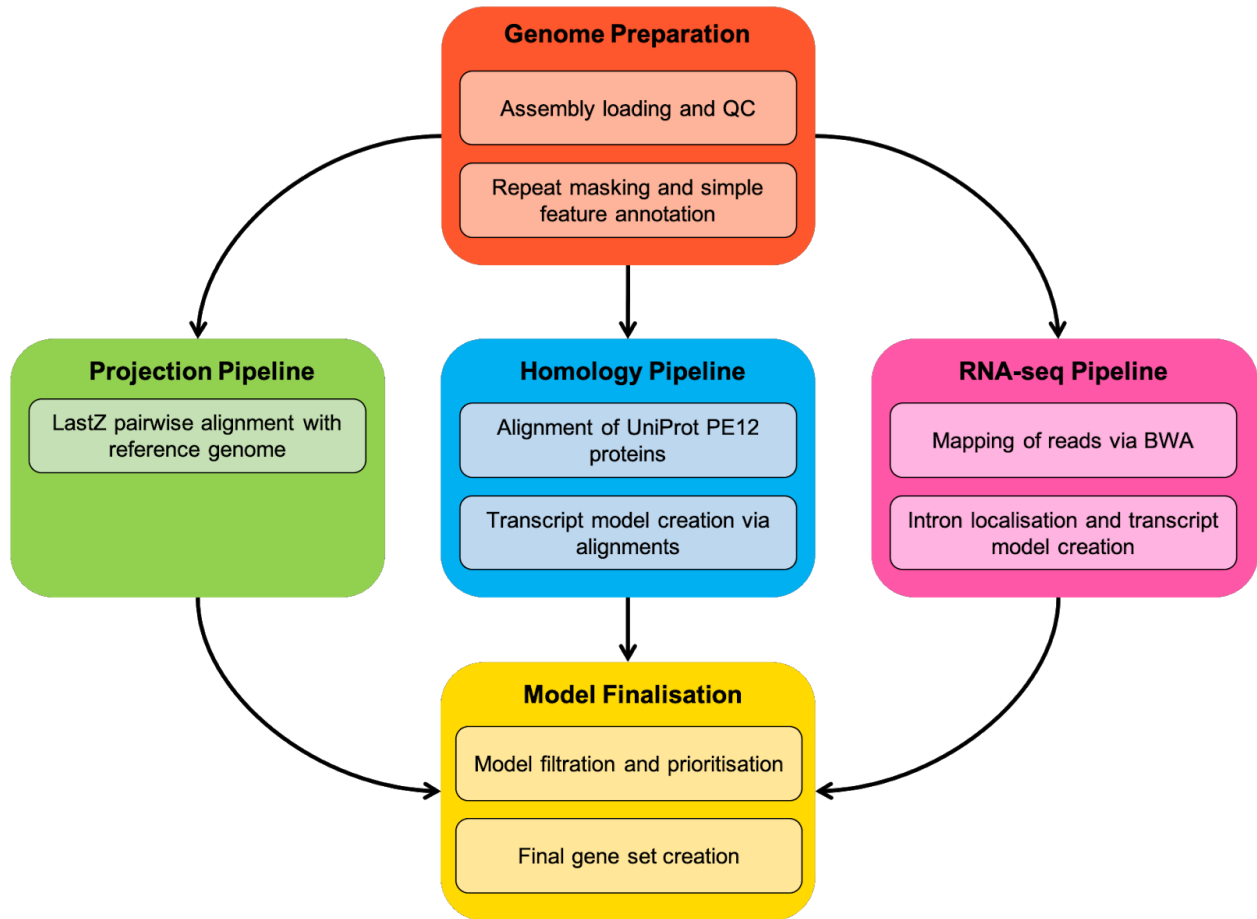 Genome Preparation
Assembly loading and QC
Repeat masking and simple
feature annotation
Projection Pipeline
LastZ pairwise alignment with
reference genome
Homology Pipeline
Alignment of UniProt PE12
proteins
Transcript model creation via
alignments
RNA-seq Pipeline
Mapping of reads via BWA
Intron localisation and transcript
model creation
Model Finalisation
Model filtration and prioritisation
Final gene set creation